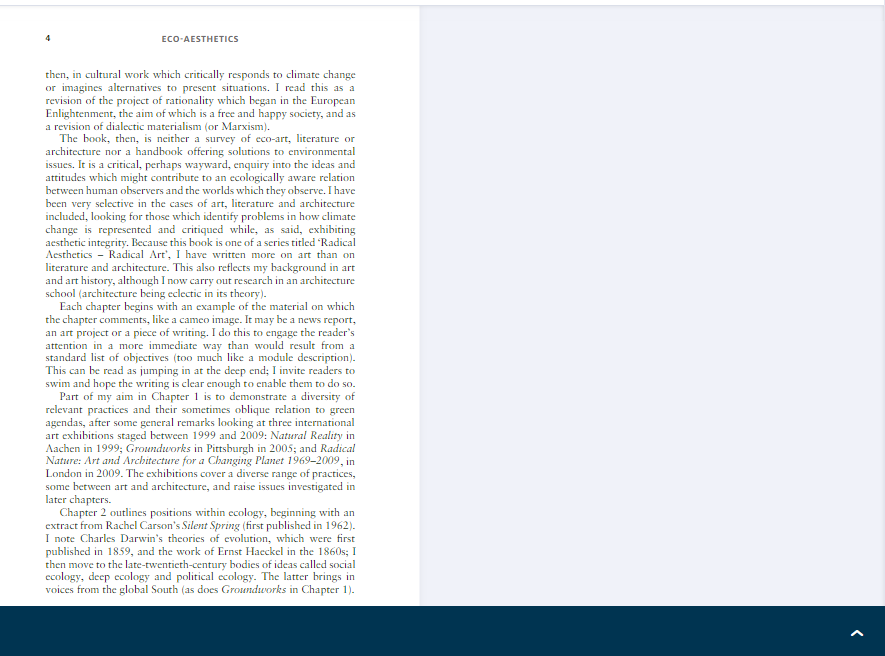 4
ECO-AESTHETICS
then, in cultural work which critically responds to climate change
or imagines alternatives to present situations. I read this as a
revision of the project of rationality which began in the European
Enlightenment, the aim of which is a free and happy society, and as
a revision of dialectic materialism (or Marxism).
The book, then, is neither a survey of eco-art, literature or
architecture nor a handbook offering solutions to environmental
issues. It is a critical, perhaps wayward, enquiry into the ideas and
attitudes which might contribute to an ecologically aware relation
between human observers and the worlds which they observe. I have
been very selective in the cases of art, literature and architecture
included, looking for those which identify problems in how climate
change is represented and critiqued while, as said, exhibiting
aesthetic integrity. Because this book is one of a series titled ‘Radical
Aesthetics – Radical Art’, I have written more on art than on
literature and architecture. This also reflects my background in art
and art history, although I now carry out research in an architecture
school (architecture being eclectic in its theory).
Each chapter begins with an example of the material on which
the chapter comments, like a cameo image. It may be a news report,
an art project or a piece of writing. I do this to engage the reader’s
attention in a more immediate way than would result from a
standard list of objectives (too much like a module description).
This can be read as jumping in at the deep end; I invite readers to
swim and hope the writing is clear enough to enable them to do so.
Part of my aim in Chapter 1 is to demonstrate a diversity of
relevant practices and their sometimes oblique relation to green
agendas, after some general remarks looking at three international
art exhibitions staged between 1999 and 2009: Natural Reality in
Aachen in 1999; Groundworks in Pittsburgh in 2005; and Radical
Nature: Art and Architecture for a Changing Planet 1969–2009, in
London in 2009. The exhibitions cover a diverse range of practices,
some between art and architecture, and raise issues investigated in
later chapters.
Chapter 2 outlines positions within ecology, beginning with an
extract from Rachel Carson’s Silent Spring (first published in 1962).
I note Charles Darwin’s theories of evolution, which were first
published in 1859, and the work of Ernst Haeckel in the 1860s; I
then move to the late-twentieth-century bodies of ideas called social
ecology, deep ecology and political ecology. The latter brings in
voices from the global South (as does Groundworks in Chapter 1).